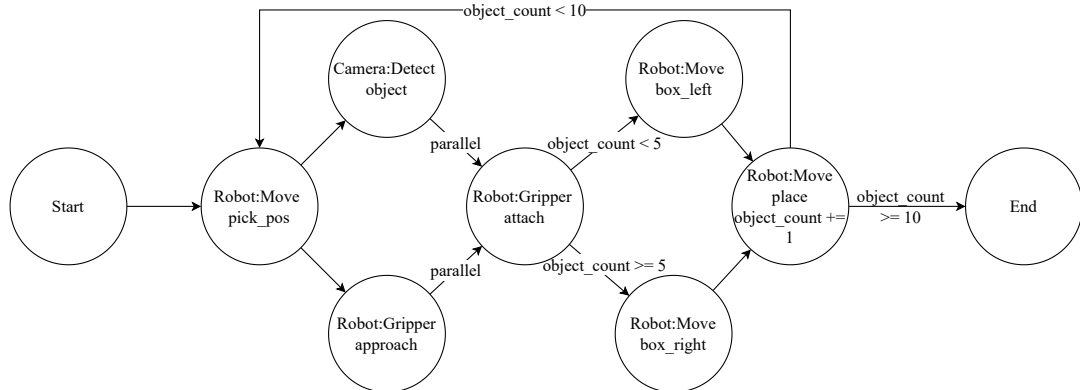 object_count < 10
Camera:Detect
object
Robot:Move
box_left
parallel
object_count < 5
Start
Robot:Move
pick_pos
Robot:Gripper
attach
Robot:Move
place
object_count +=
1
object_count
>= 10
End
parallel
object_count >= 5
Robot:Gripper
approach
Robot:Move
box_right